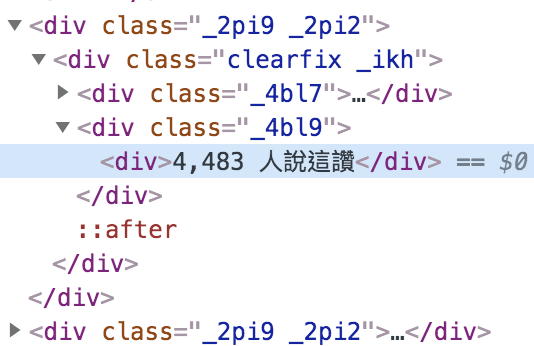 ▼<div class="_2pi9 _2pi2">
▼<div class="clearfix _ikh">
▶<div class="_4bl7">…</div>
▼<div class="_4bl9">
<div>4,483 人說這讚</div> == $0
</div>
::after
</div>
</div>
▶<div class="_2pi9 _2pi2">…</div>